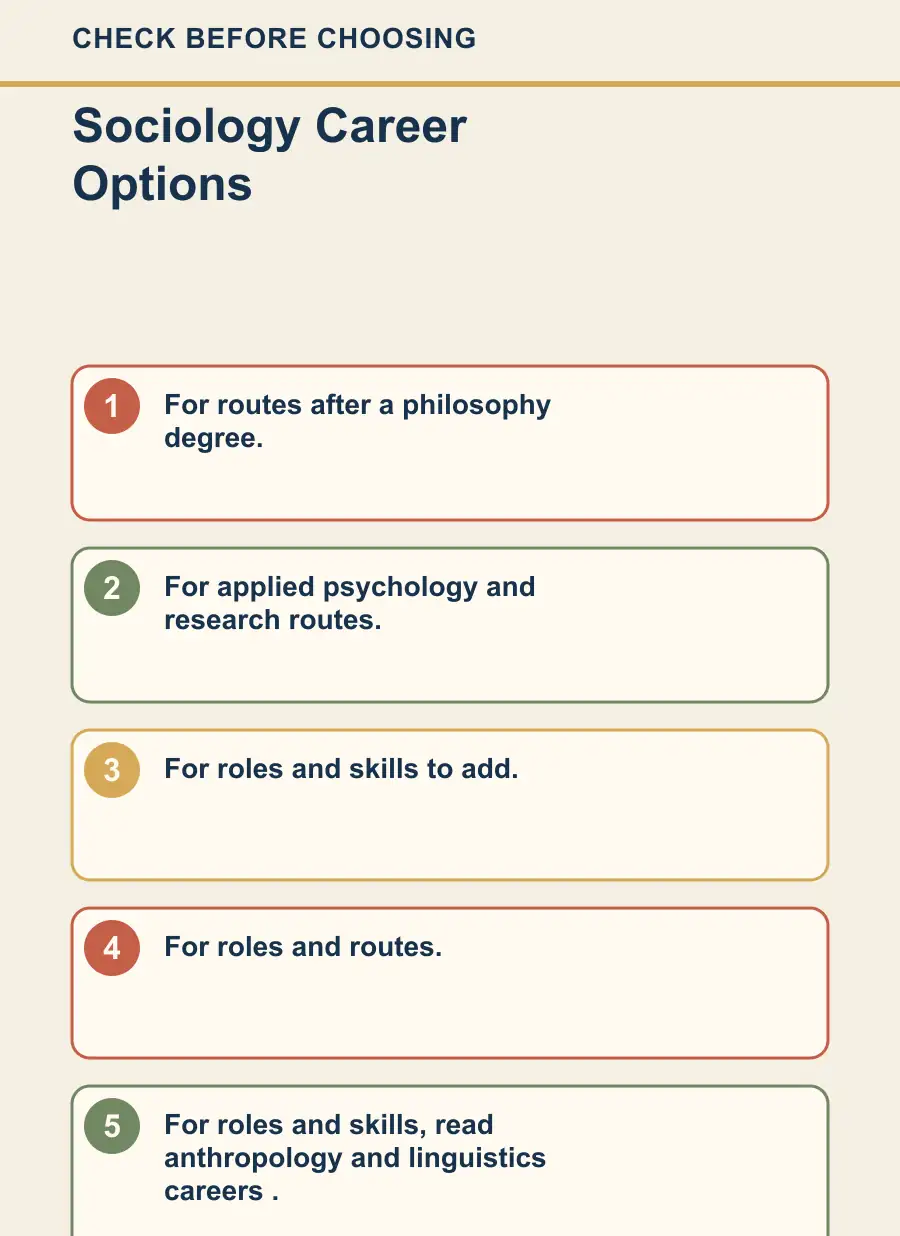 CHECK BEFORE CHOOSING
Sociology Career
Options
1
For routes after a philosophy
degree.
2
For applied psychology and
research routes.
3
For roles and skills to add.
4
For roles and routes.
5
For roles and skills, read
anthropology and linguistics
careers .